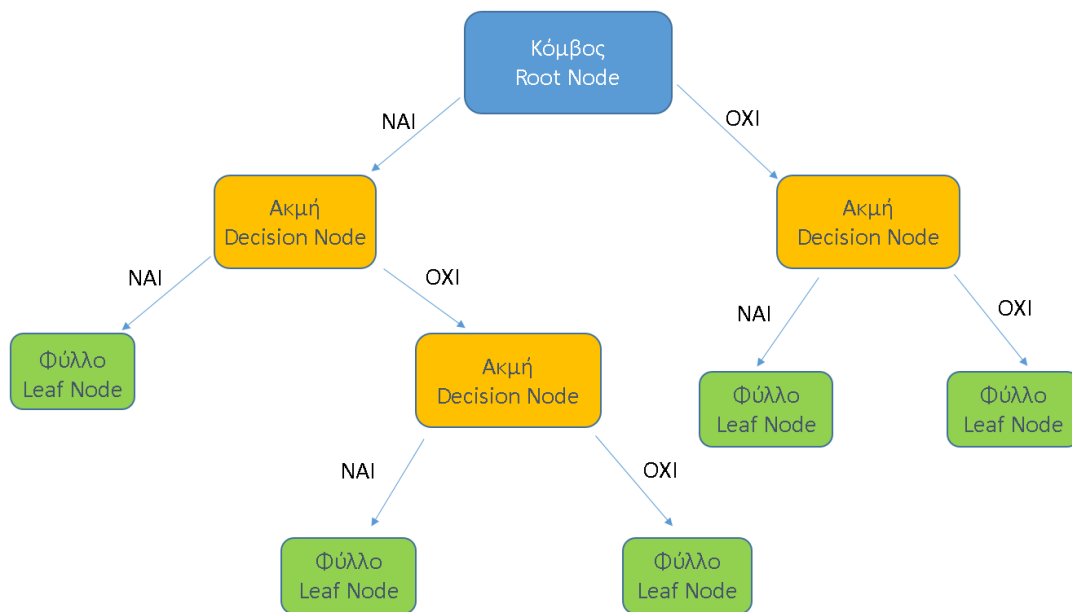 Κόμβος
Root Node
ΝΑΙ
ΟΧΙ
Ακμή
Decision Node
Ακμή
Decision Node
ΝΑΙ
ΟΧΙ
ΝΑΙ
ΟΧΙ
Φύλλο
Leaf Node
Ακμή
Decision Node
Φύλλο
Leaf Node
Φύλλο
Leaf Node
ΝΑΙ
ΟΧΙ
Φύλλο
Leaf Node
Φύλλο
Leaf Node